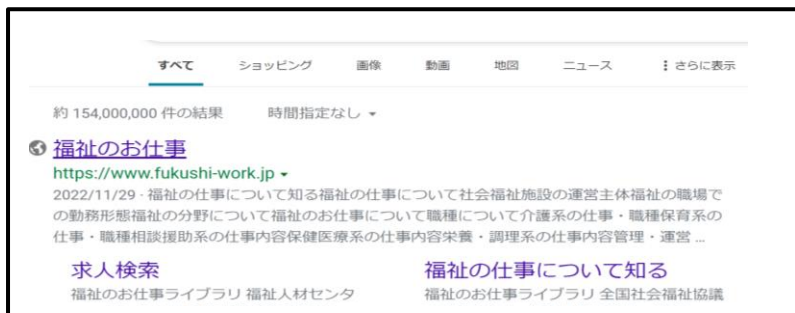 すべて ショッピング 画像 動画 地図 ニュース ⋮ さらに表示
約 154,000,000 件の結果 時間指定なし ▾
福祉のお仕事
https://www.fukushi-work.jp ▾
2022/11/29 · 福祉の仕事について知る福祉の仕事について社会福祉施設の運営主体福祉の職場で
の勤務形態福祉の分野について福祉のお仕事について職種について介護系の仕事・職種保育系の
仕事・職種相談援助系の仕事内容保健医療系の仕事内容栄養・調理系の仕事内容管理・運営 ...
求人検索 福祉の仕事について知る
福祉のお仕事ライブラリ 福祉人材センタ 福祉のお仕事ライブラリ 全国社会福祉協議